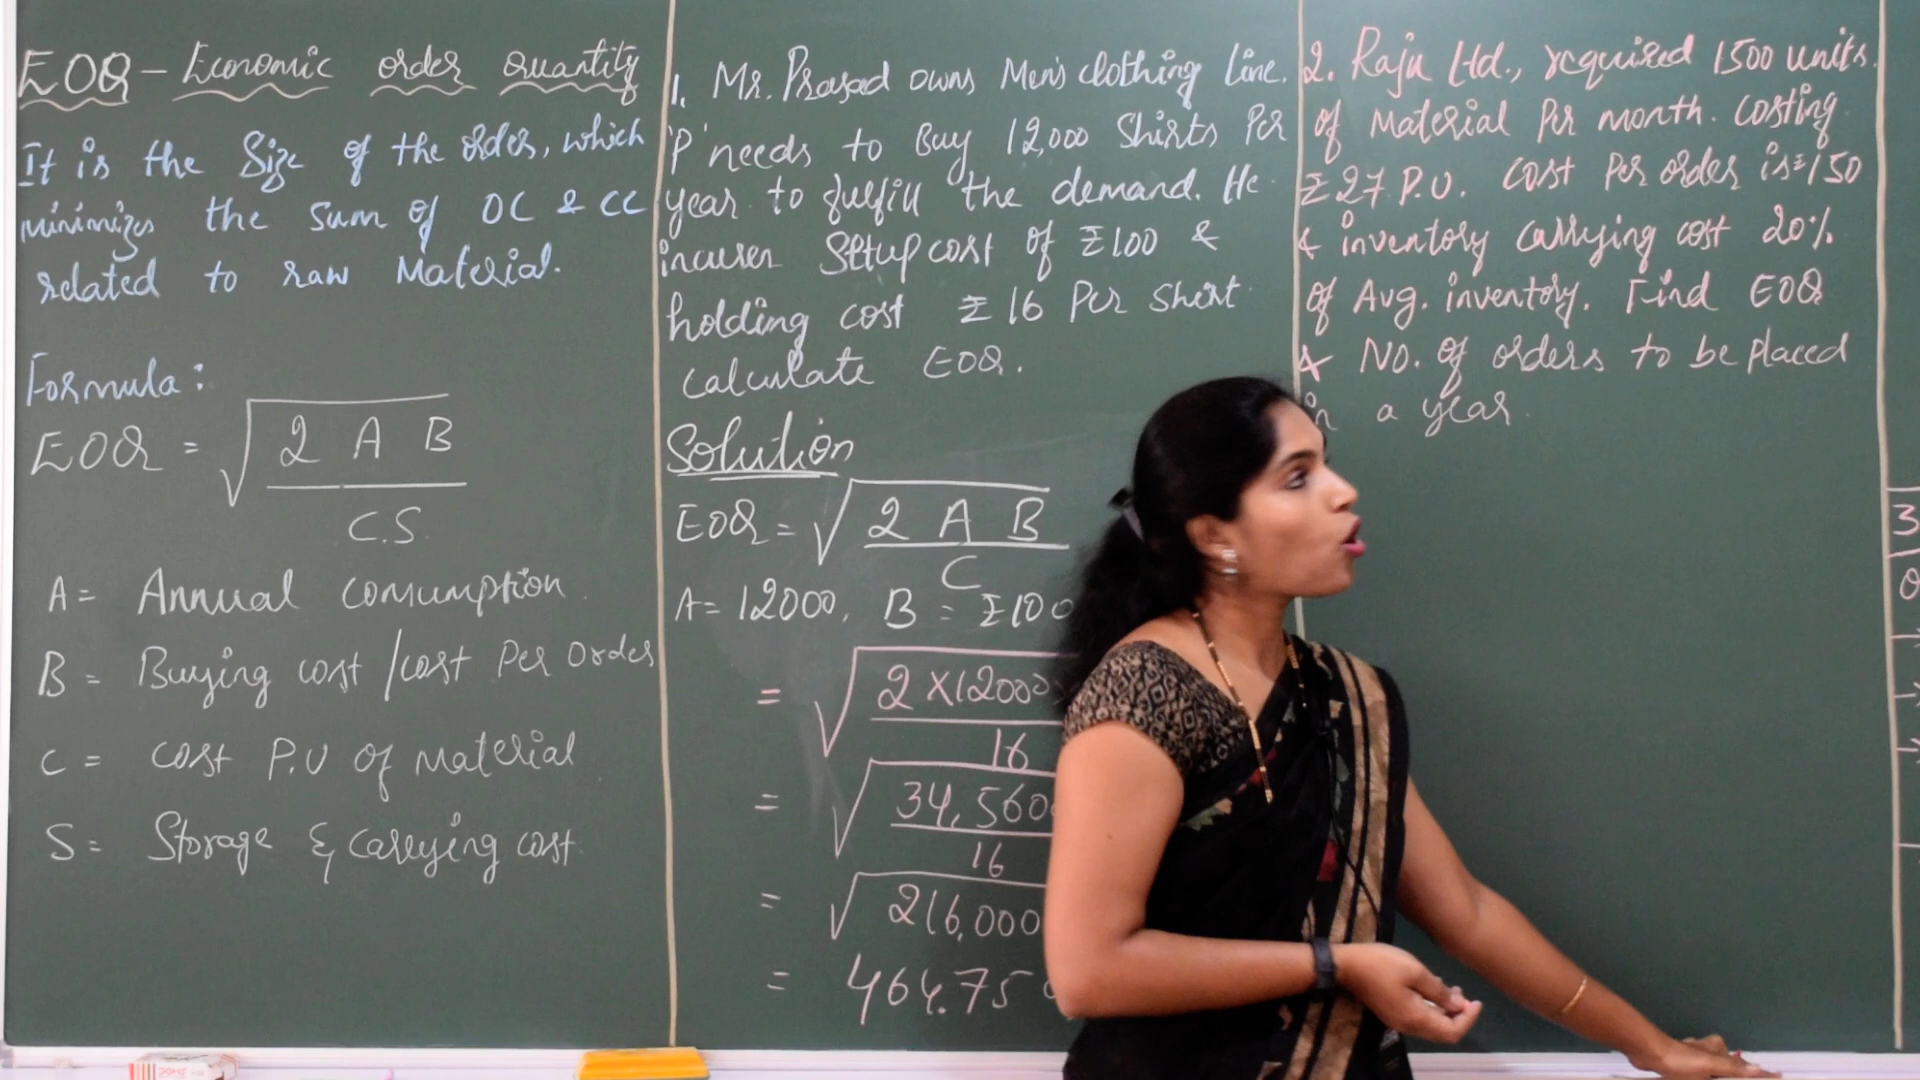 EOQ - Economic order quantity
It is the Size of the order, which
minimizes the sum of OC & CC
related to raw Material.
Formula:
EOQ = √ 2 A B
C.S
A = Annual consumption
B = Buying cost / cost Per order
C = cost P.U of Material
S = Storage & carrying cost
1. Mr. Prasad owns Men's clothing line.
'P' needs to Buy 12,000 Shirts Per
year to fulfill the demand. He
incurer Setup cost of ₹100 &
holding cost ₹16 Per Shirt
calculate EOQ.
Solution
EOQ = √ 2 A B
C
A = 12000, B = ₹100
= √ 2 × 12000
16
= √ 34,560
16
= √ 216,000
= 464.75
2. Raju Ltd., required 1500 units
of Material Per month. costing
₹27 P.U. cost Per order is ₹150
& inventory carrying cost 20%
of Avg. inventory. Find EOQ
& No. of orders to be placed
in a year.
3
0